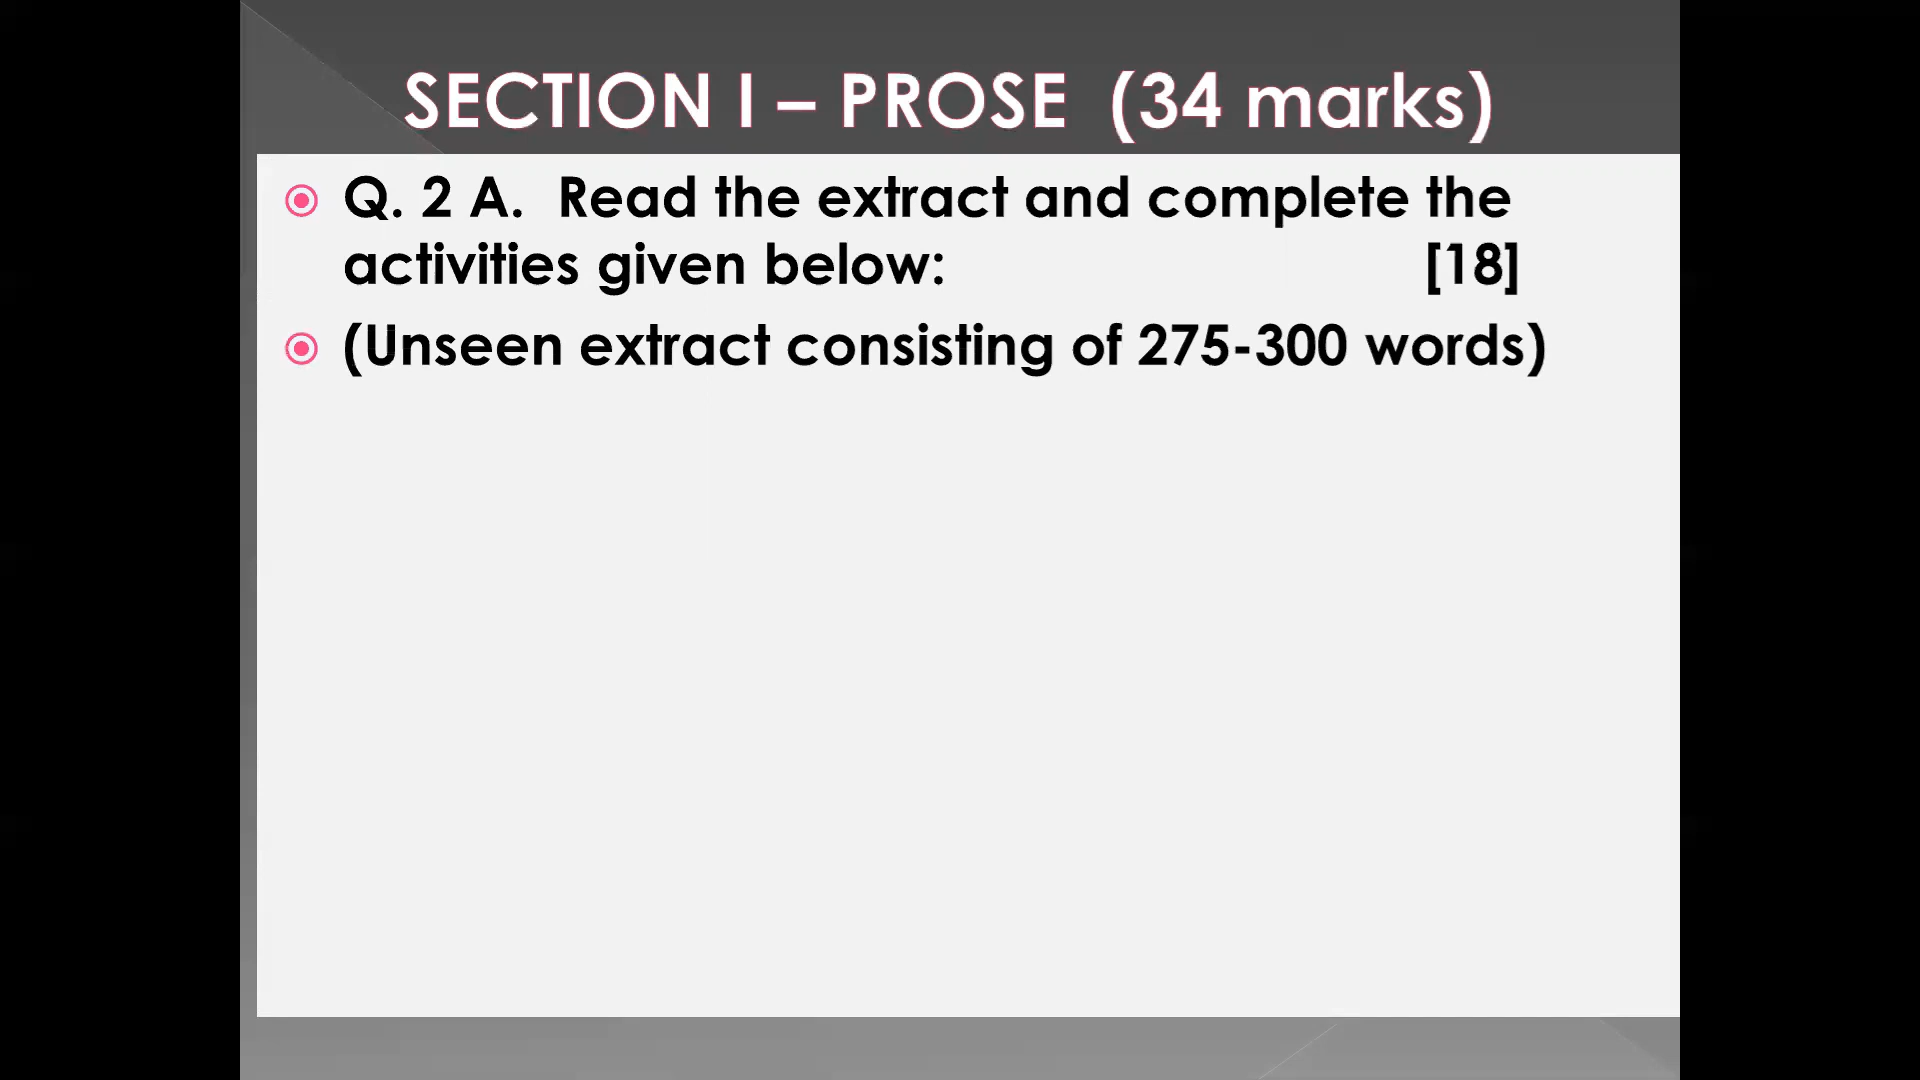 SECTION I – PROSE (34 marks)
Q. 2 A. Read the extract and complete the
activities given below: [18]
(Unseen extract consisting of 275-300 words)